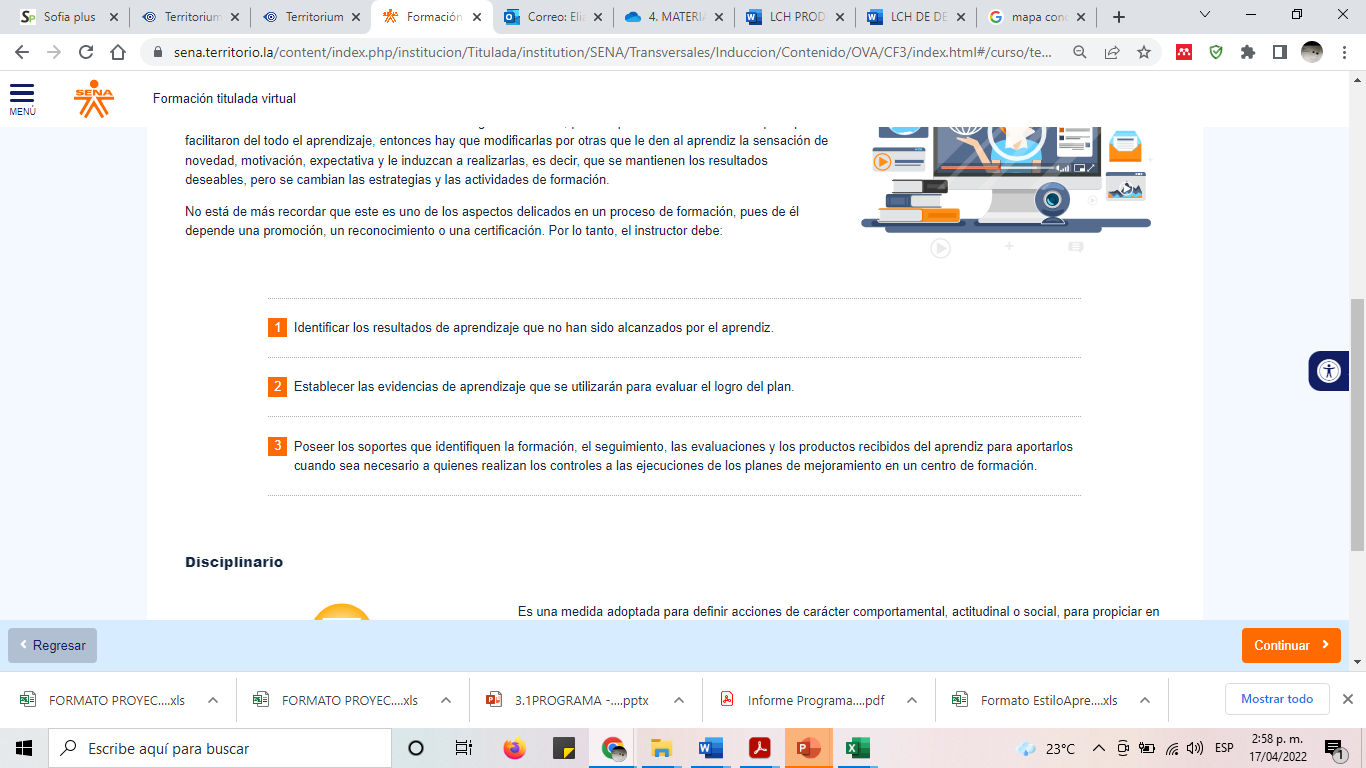 Sofia plus
Territorium
Territorium
Formación
Correo: Elia
4. MATERIA
LCH PROD
LCH DE DE
mapa conc
sena.territorio.la/content/index.php/institucion/Titulada/institution/SENA/Transversales/Induccion/Contenido/OVA/CF3/index.html#/curso/te...
MENÚ
SENA
Formación titulada virtual
facilitaron del todo el aprendizaje, entonces hay que modificarlas por otras que le den al aprendiz la sensación de
novedad, motivación, expectativa y le induzcan a realizarlas, es decir, que se mantienen los resultados
deseables, pero se cambian las estrategias y las actividades de formación.
No está de más recordar que este es uno de los aspectos delicados en un proceso de formación, pues de él
depende una promoción, un reconocimiento o una certificación. Por lo tanto, el instructor debe:
1 Identificar los resultados de aprendizaje que no han sido alcanzados por el aprendiz.
2 Establecer las evidencias de aprendizaje que se utilizarán para evaluar el logro del plan.
3 Poseer los soportes que identifiquen la formación, el seguimiento, las evaluaciones y los productos recibidos del aprendiz para aportarlos
cuando sea necesario a quienes realizan los controles a las ejecuciones de los planes de mejoramiento en un centro de formación.
Disciplinario
Es una medida adoptada para definir acciones de carácter comportamental, actitudinal o social, para propiciar en
Regresar
Continuar
FORMATO PROYEC....xls
FORMATO PROYEC....xls
3.1PROGRAMA -....pptx
Informe Programa....pdf
Formato EstiloApre....xls
Mostrar todo
Escribe aquí para buscar
23°C
ESP
2:58 p. m.
17/04/2022
1